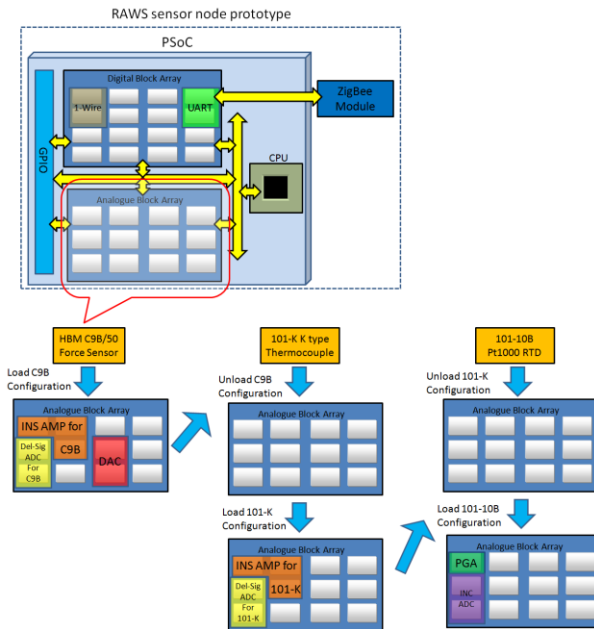 RAWS sensor node prototype
PSoC
Digital Block Array
1-Wire
UART
ZigBee
Module
GPIO
CPU
Analogue Block Array
HBM C9B/50
Force Sensor
101-K K type
Thermocouple
101-10B
Pt1000 RTD
Load C9B
Configuration
Unload C9B
Configuration
Unload 101-K
Configuration
Analogue Block Array
INS AMP for
C9B
Del-Sig
ADC
For
C9B
DAC
Analogue Block Array
Analogue Block Array
Load 101-K
Configuration
Load 101-10B
Configuration
Analogue Block Array
INS AMP for
101-K
Del-Sig
ADC
For 101-K
Analogue Block Array
PGA
INC
ADC